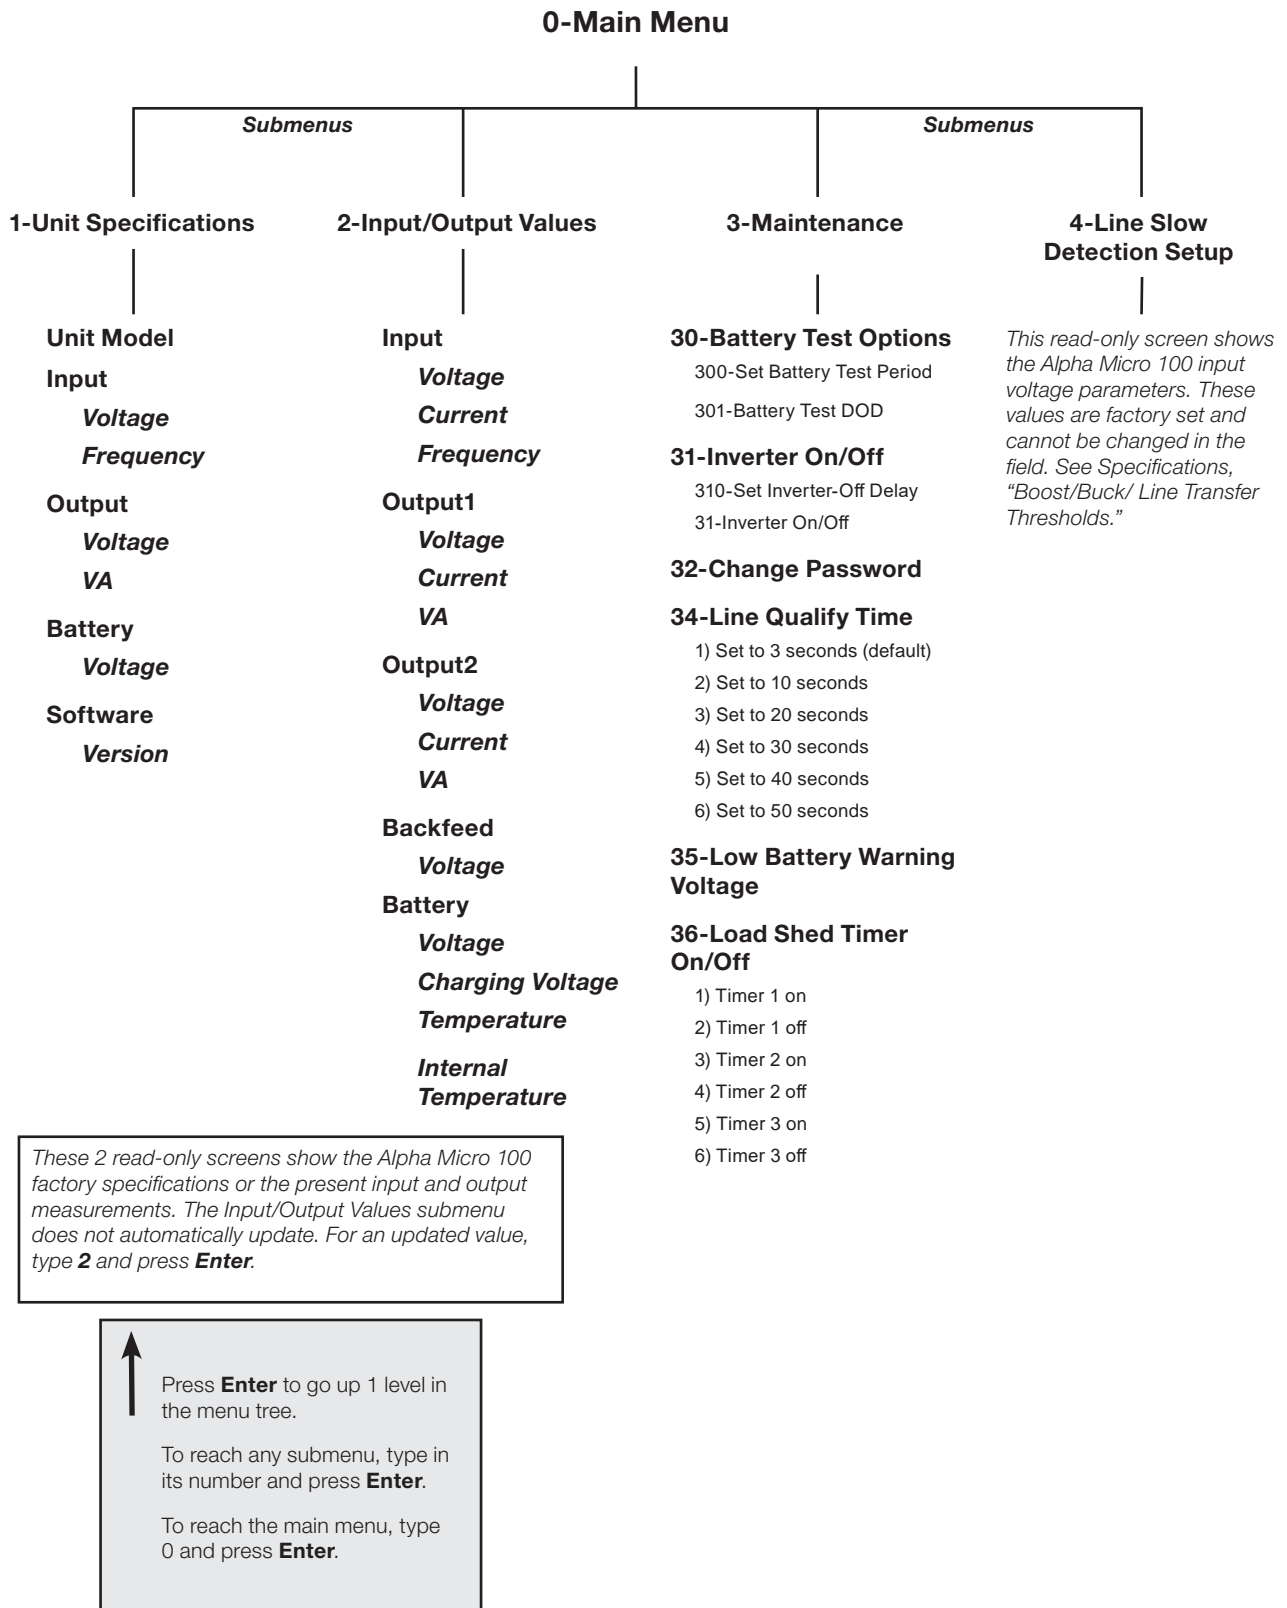 0-Main Menu
Submenus
Submenus
1-Unit Specifications
2-Input/Output Values
3-Maintenance
4-Line Slow
Detection Setup
Unit Model
Input
Voltage
Frequency
Output
Voltage
VA
Battery
Voltage
Software
Version
Input
Voltage
Current
Frequency
Output1
Voltage
Current
VA
Output2
Voltage
Current
VA
Backfeed
Voltage
Battery
Voltage
Charging Voltage
Temperature
Internal
Temperature
30-Battery Test Options
300-Set Battery Test Period
301-Battery Test DOD
31-Inverter On/Off
310-Set Inverter-Off Delay
31-Inverter On/Off
32-Change Password
34-Line Qualify Time
1) Set to 3 seconds (default)
2) Set to 10 seconds
3) Set to 20 seconds
4) Set to 30 seconds
5) Set to 40 seconds
6) Set to 50 seconds
35-Low Battery Warning
Voltage
36-Load Shed Timer
On/Off
1) Timer 1 on
2) Timer 1 off
3) Timer 2 on
4) Timer 2 off
5) Timer 3 on
6) Timer 3 off
This read-only screen shows
the Alpha Micro 100 input
voltage parameters. These
values are factory set and
cannot be changed in the
field. See Specifications,
“Boost/Buck/ Line Transfer
Thresholds.”
These 2 read-only screens show the Alpha Micro 100
factory specifications or the present input and output
measurements. The Input/Output Values submenu
does not automatically update. For an updated value,
type 2 and press Enter.
Press Enter to go up 1 level in
the menu tree.
To reach any submenu, type in
its number and press Enter.
To reach the main menu, type
0 and press Enter.